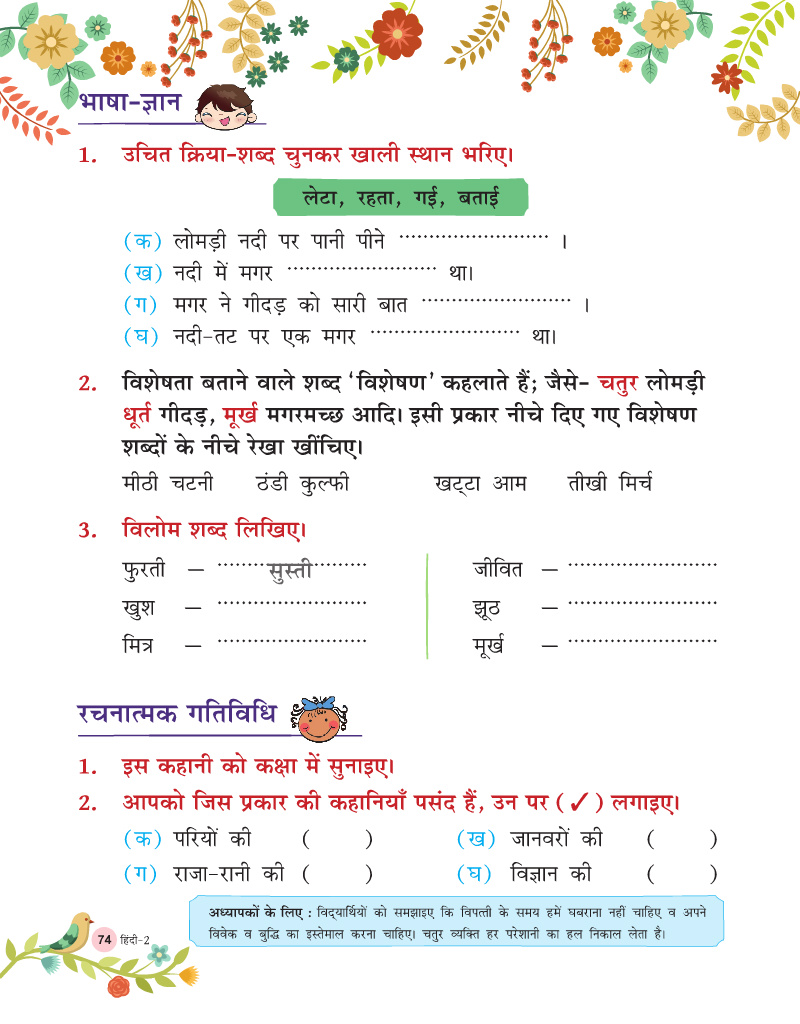 भाषा-ज्ञान
1. उचित क्रिया-शब्द चुनकर खाली स्थान भरिए।
लेटा, रहता, गई, बताई
(क) लोमड़ी नदी पर पानी पीने ......................... ।
(ख) नदी में मगर ......................... था।
(ग) मगर ने गीदड़ को सारी बात ......................... ।
(घ) नदी-तट पर एक मगर ......................... था।
2. विशेषता बताने वाले शब्द ‘विशेषण’ कहलाते हैं; जैसे- चतुर लोमड़ी
धूर्त गीदड़, मूर्ख मगरमच्छ आदि। इसी प्रकार नीचे दिए गए विशेषण
शब्दों के नीचे रेखा खींचिए।
मीठी चटनी ठंडी कुल्फी खट्‌टा आम तीखी मिर्च
3. विलोम शब्द लिखिए।
फुरती – सुस्ती जीवित – .........................
खुश – ......................... झूठ – .........................
मित्र – ......................... मूर्ख – .........................
रचनात्मक गतिविधि
1. इस कहानी को कक्षा में सुनाइए।
2. आपको जिस प्रकार की कहानियाँ पसंद हैं, उन पर (✓) लगाइए।
(क) परियों की ( ) (ख) जानवरों की ( )
(ग) राजा-रानी की ( ) (घ) विज्ञान की ( )
अध्यापकों के लिए : विद्‌यार्थियों को समझाइए कि विपत्ती के समय हमें घबराना नहीं चाहिए व अपने
विवेक व बुद्धि का इस्तेमाल करना चाहिए। चतुर व्यक्ति हर परेशानी का हल निकाल लेता है।
74 हिंदी-2